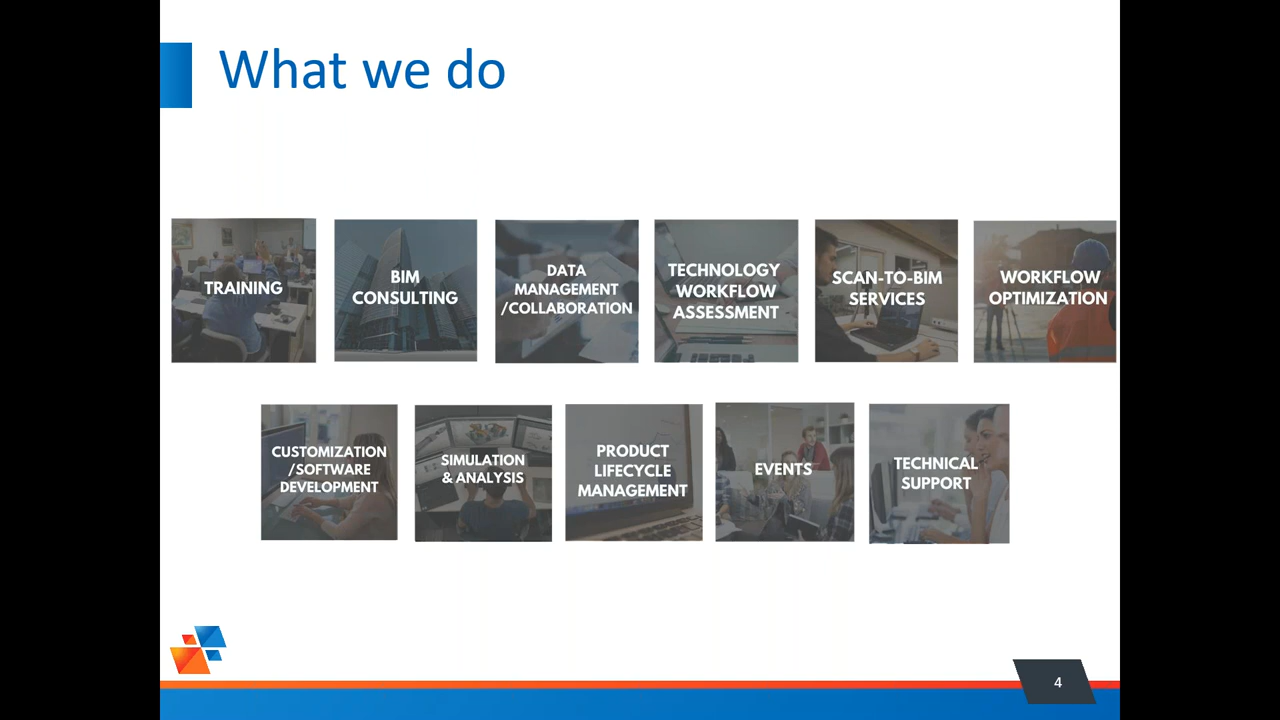 What we do
TRAINING
BIM
CONSULTING
DATA
MANAGEMENT
/COLLABORATION
TECHNOLOGY
WORKFLOW
ASSESSMENT
SCAN-TO-BIM
SERVICES
WORKFLOW
OPTIMIZATION
CUSTOMIZATION
/SOFTWARE
DEVELOPMENT
SIMULATION
& ANALYSIS
PRODUCT
LIFECYCLE
MANAGEMENT
EVENTS
TECHNICAL
SUPPORT
4